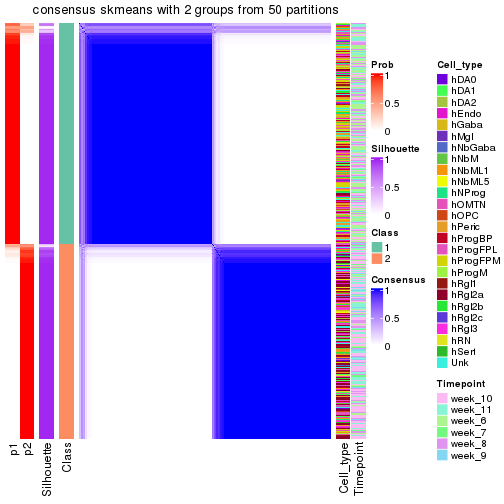 consensus skmeans with 2 groups from 50 partitions
p1
p2
Silhouette
Class
Cell_type
Timepoint
Prob
1
0.5
0
Silhouette
1
0.5
0
Class
1
2
Consensus
1
0.5
0
Cell_type
hDA0
hDA1
hDA2
hEndo
hGaba
hMgl
hNbGaba
hNbM
hNbML1
hNbML5
hNProg
hOMTN
hOPC
hPeric
hProgBP
hProgFPL
hProgFPM
hProgM
hRgl1
hRgl2a
hRgl2b
hRgl2c
hRgl3
hRN
hSert
Unk
Timepoint
week_10
week_11
week_6
week_7
week_8
week_9